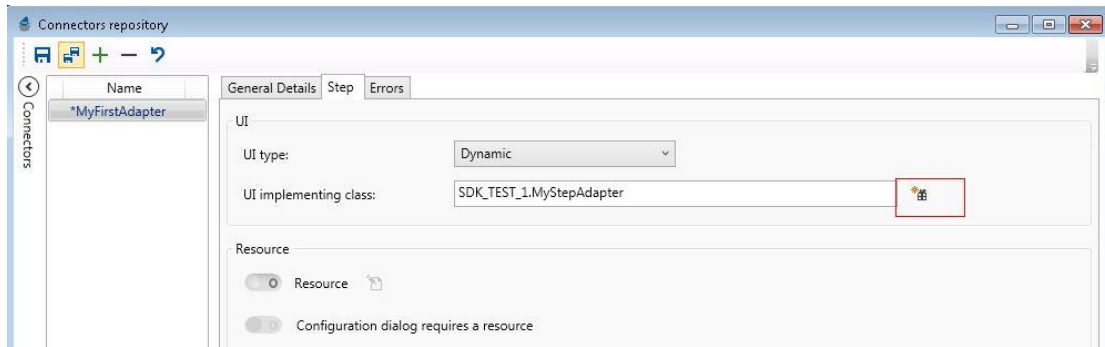 Connectors repository
Connectors
Name
*MyFirstAdapter
General Details Step Errors
UI
UI type: Dynamic
UI implementing class: SDK_TEST_1.MyStepAdapter
Resource
Resource
Configuration dialog requires a resource